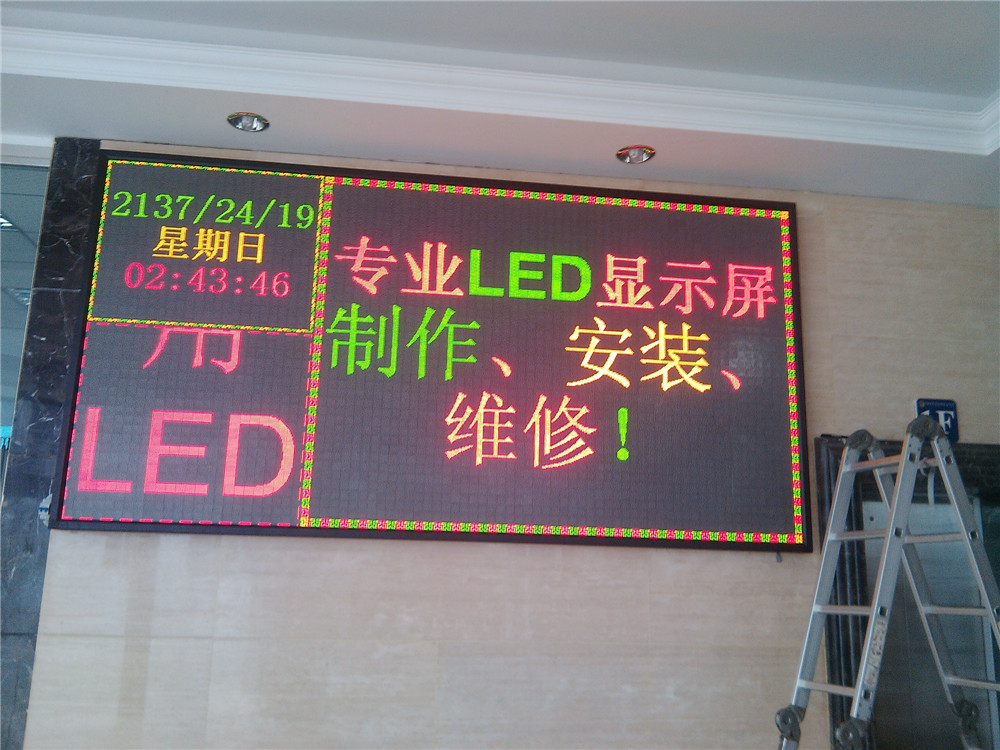 2137/24/19
星期日
02:43:46
用
LED
专业LED显示屏
制作、安装、
维修!